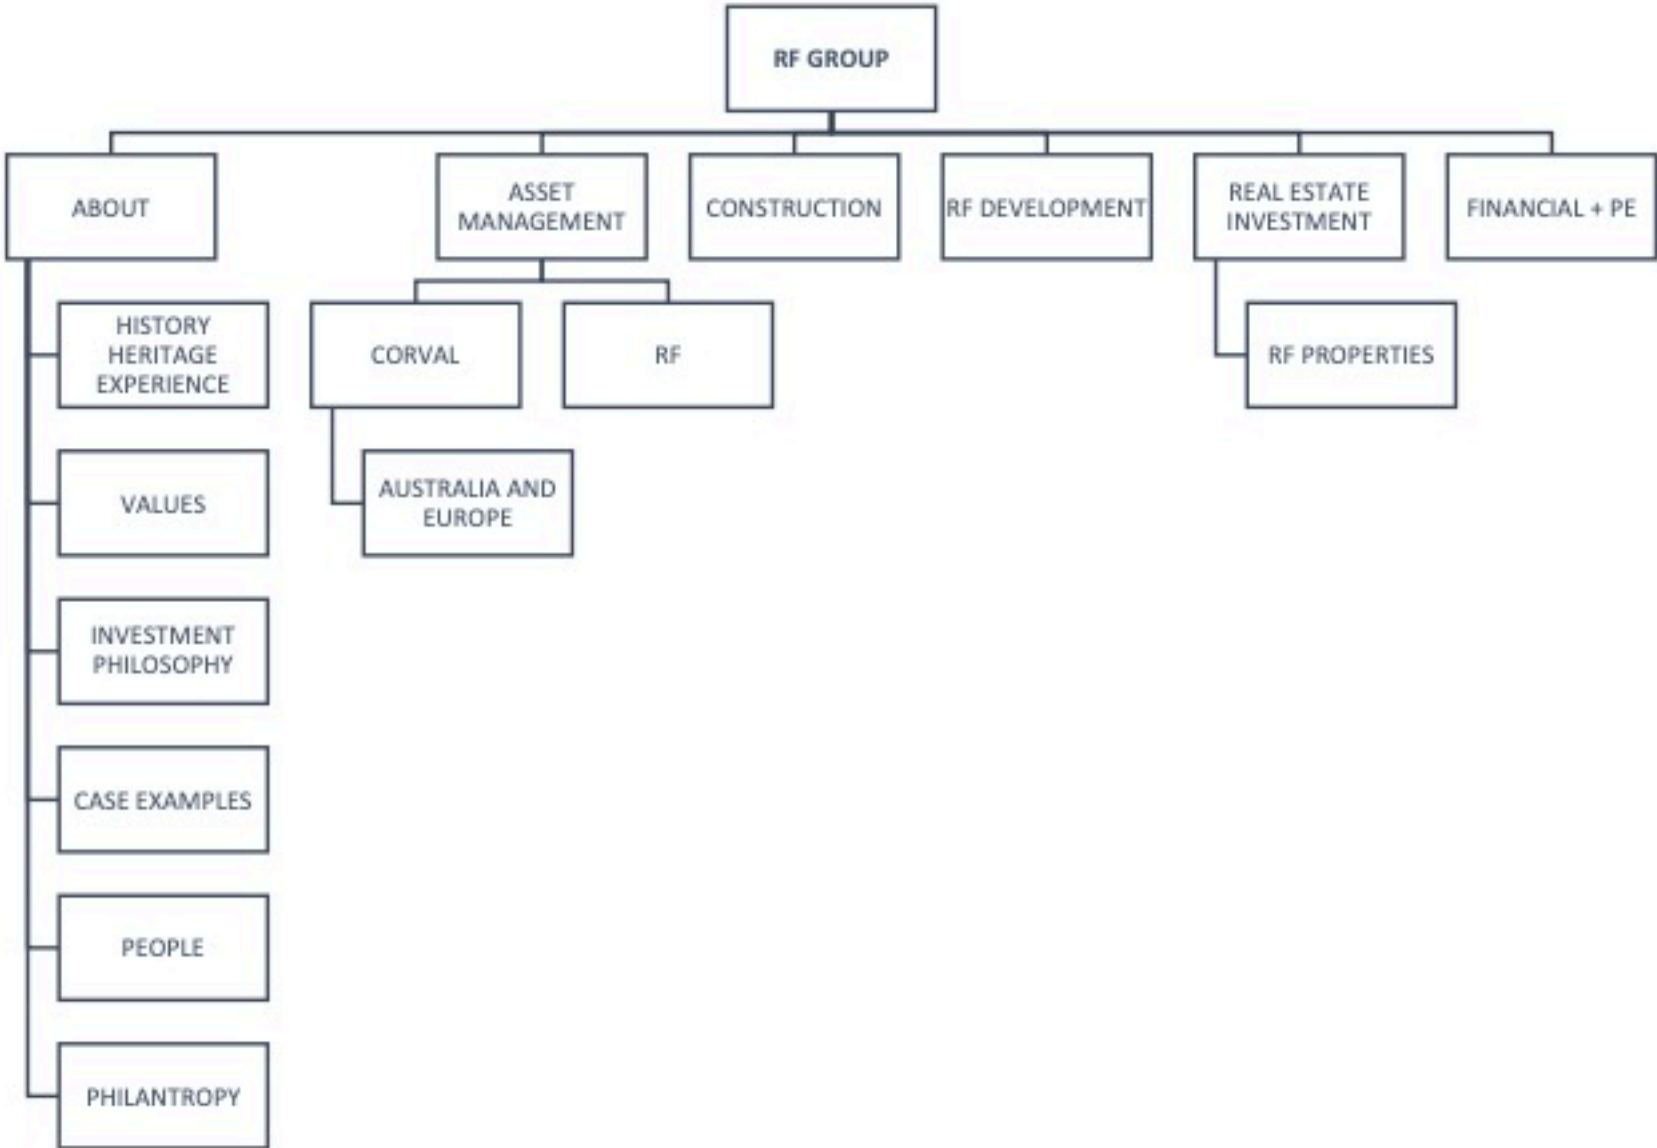 RF GROUP
ABOUT
ASSET
MANAGEMENT
CONSTRUCTION
RF DEVELOPMENT
REAL ESTATE
INVESTMENT
FINANCIAL + PE
HISTORY
HERITAGE
EXPERIENCE
CORVAL
RF
RF PROPERTIES
VALUES
AUSTRALIA AND
EUROPE
INVESTMENT
PHILOSOPHY
CASE EXAMPLES
PEOPLE
PHILANTROPY